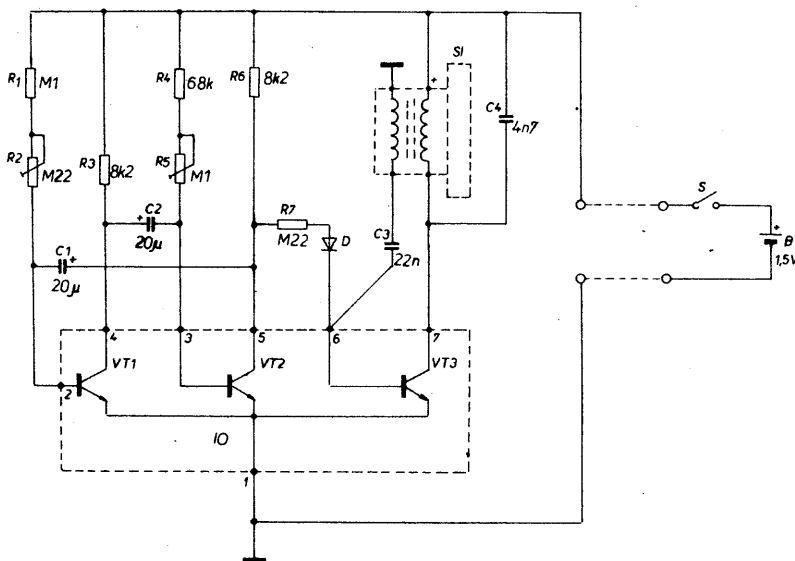 R1 M1
R4 68k
R6 8k2
S1
C4 4n7
R2 M22
R3 8k2
R5 M1
C2 + 20µ
R7 M22
D
C3 22n
S
+ B 1,5V
C1 + 20µ
+
4
3
5
6
7
2
VT1
VT2
VT3
IO
1